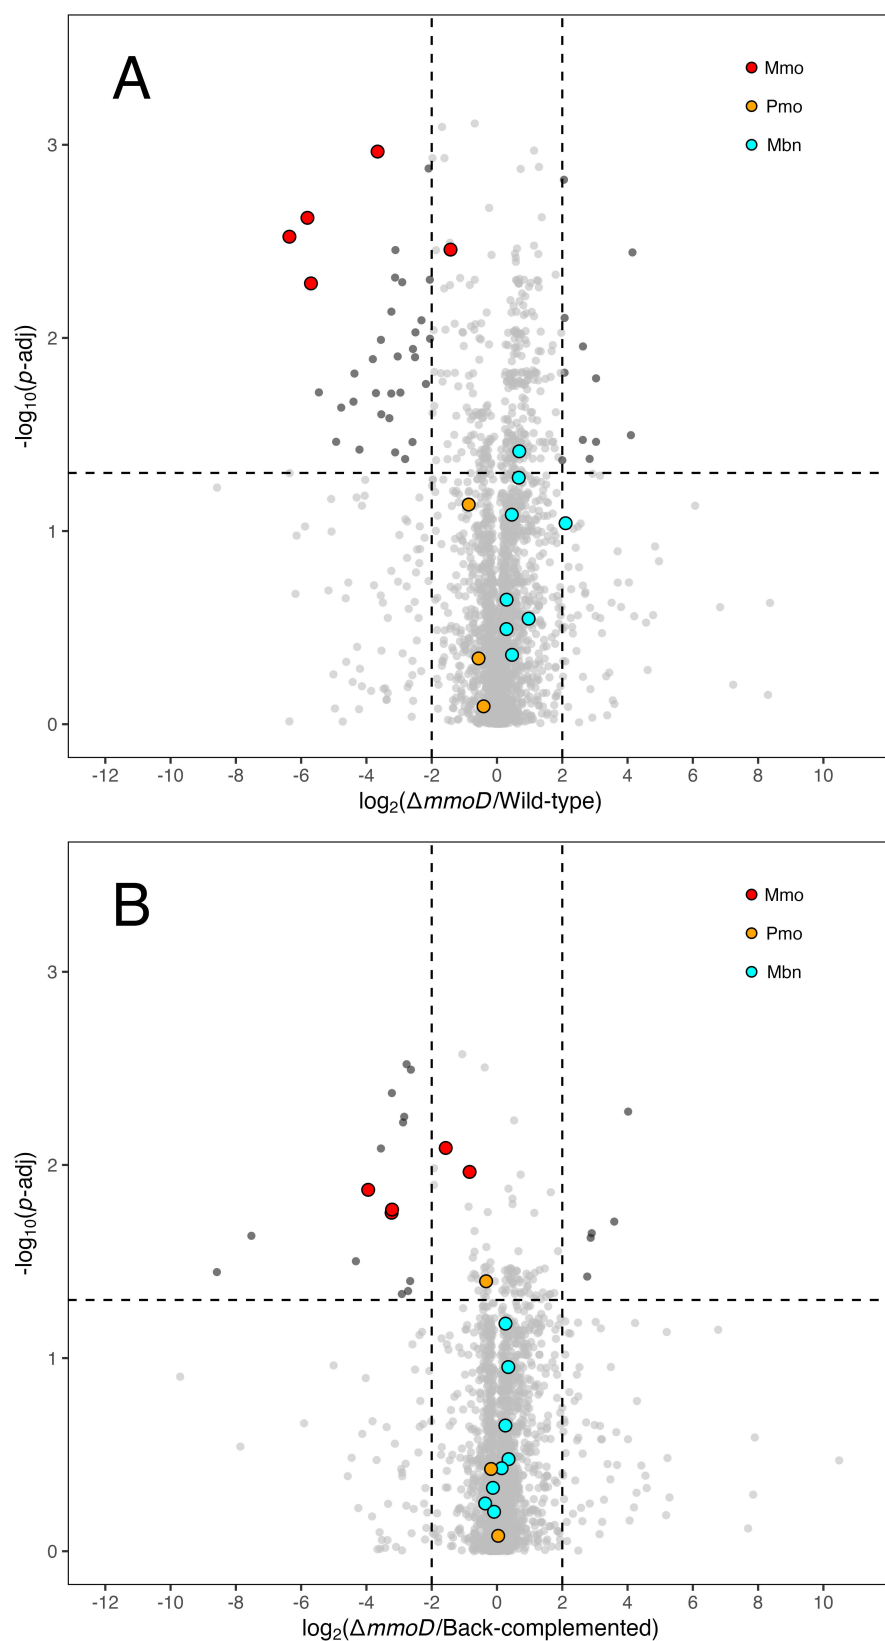 A
Mmo
Pmo
Mbn
3
2
1
0
-log₁₀(p-adj)
-12 -10 -8 -6 -4 -2 0 2 4 6 8 10
log₂(ΔmmoD/Wild-type)
B
Mmo
Pmo
Mbn
3
2
1
0
-log₁₀(p-adj)
-12 -10 -8 -6 -4 -2 0 2 4 6 8 10
log₂(ΔmmoD/Back-complemented)